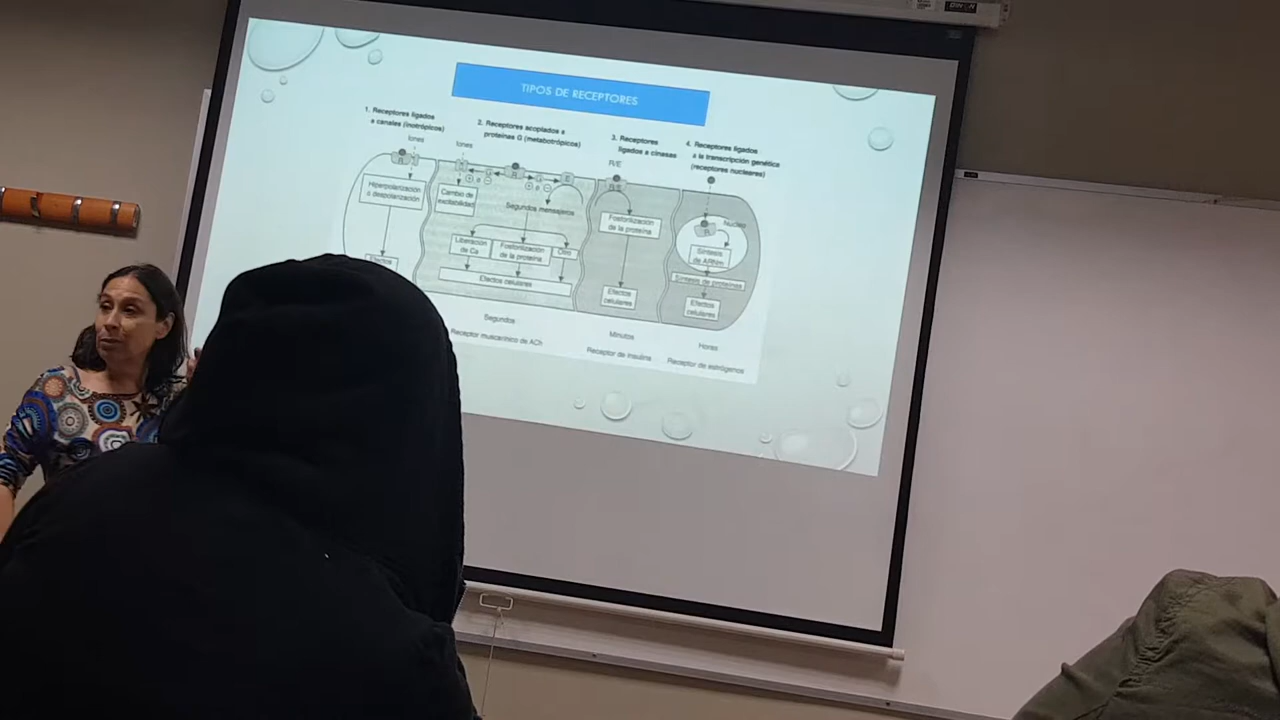 TIPOS DE RECEPTORES
1. Receptores ligados
a canales (inotrópicos)
2. Receptores acoplados a
proteínas G (metabotrópicos)
3. Receptores
ligados a cinasas
4. Receptores ligados
a la transcripción genética
(receptores nucleares)
Iones
Iones
R/E
R
R
G
E
R/E
Núcleo
R
Hiperpolarización
o despolarización
Cambio de
excitabilidad
Segundos mensajeros
Fosforilización
de la proteína
Síntesis
de ARNm
Liberación
de Ca
Fosforilización
de la proteína
Otro
Síntesis de proteínas
Efectos
Efectos celulares
Efectos
celulares
Efectos
celulares
Segundos
Minutos
Horas
Receptor muscarínico de ACh
Receptor de insulina
Receptor de estrógenos